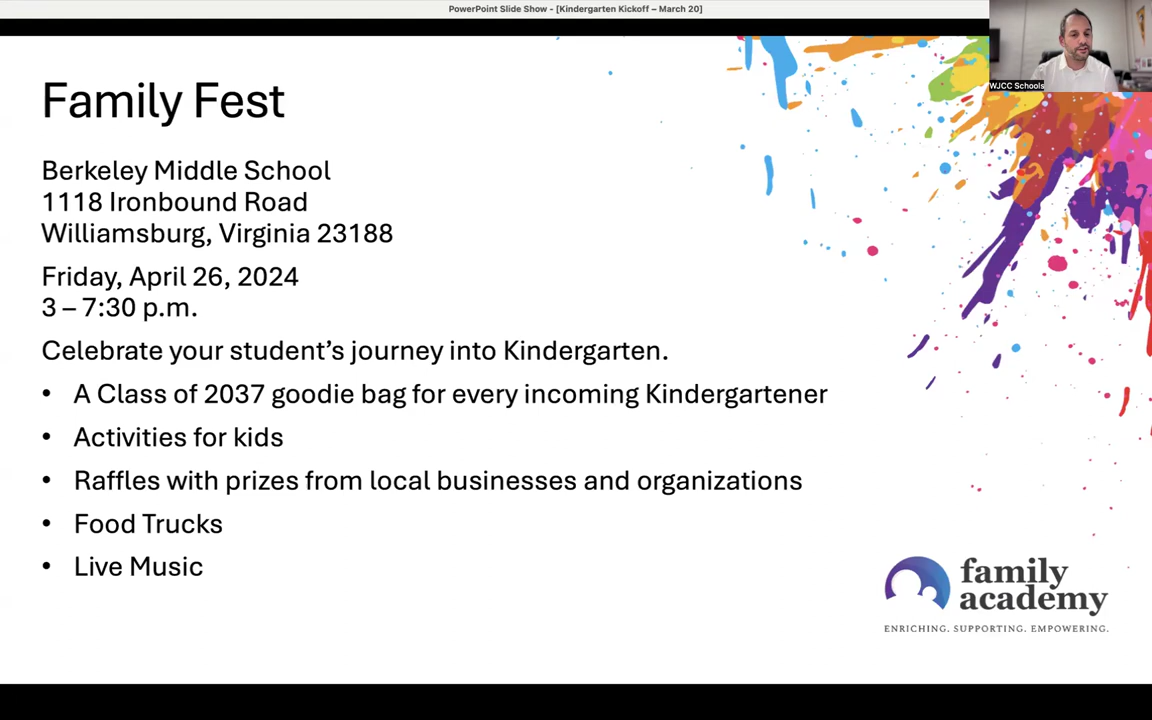 PowerPoint Slide Show - [Kindergarten Kickoff – March 20]
WJCC Schools
Family Fest
Berkeley Middle School
1118 Ironbound Road
Williamsburg, Virginia 23188
Friday, April 26, 2024
3 – 7:30 p.m.
Celebrate your student’s journey into Kindergarten.
• A Class of 2037 goodie bag for every incoming Kindergartener
• Activities for kids
• Raffles with prizes from local businesses and organizations
• Food Trucks
• Live Music
family
academy
ENRICHING. SUPPORTING. EMPOWERING.